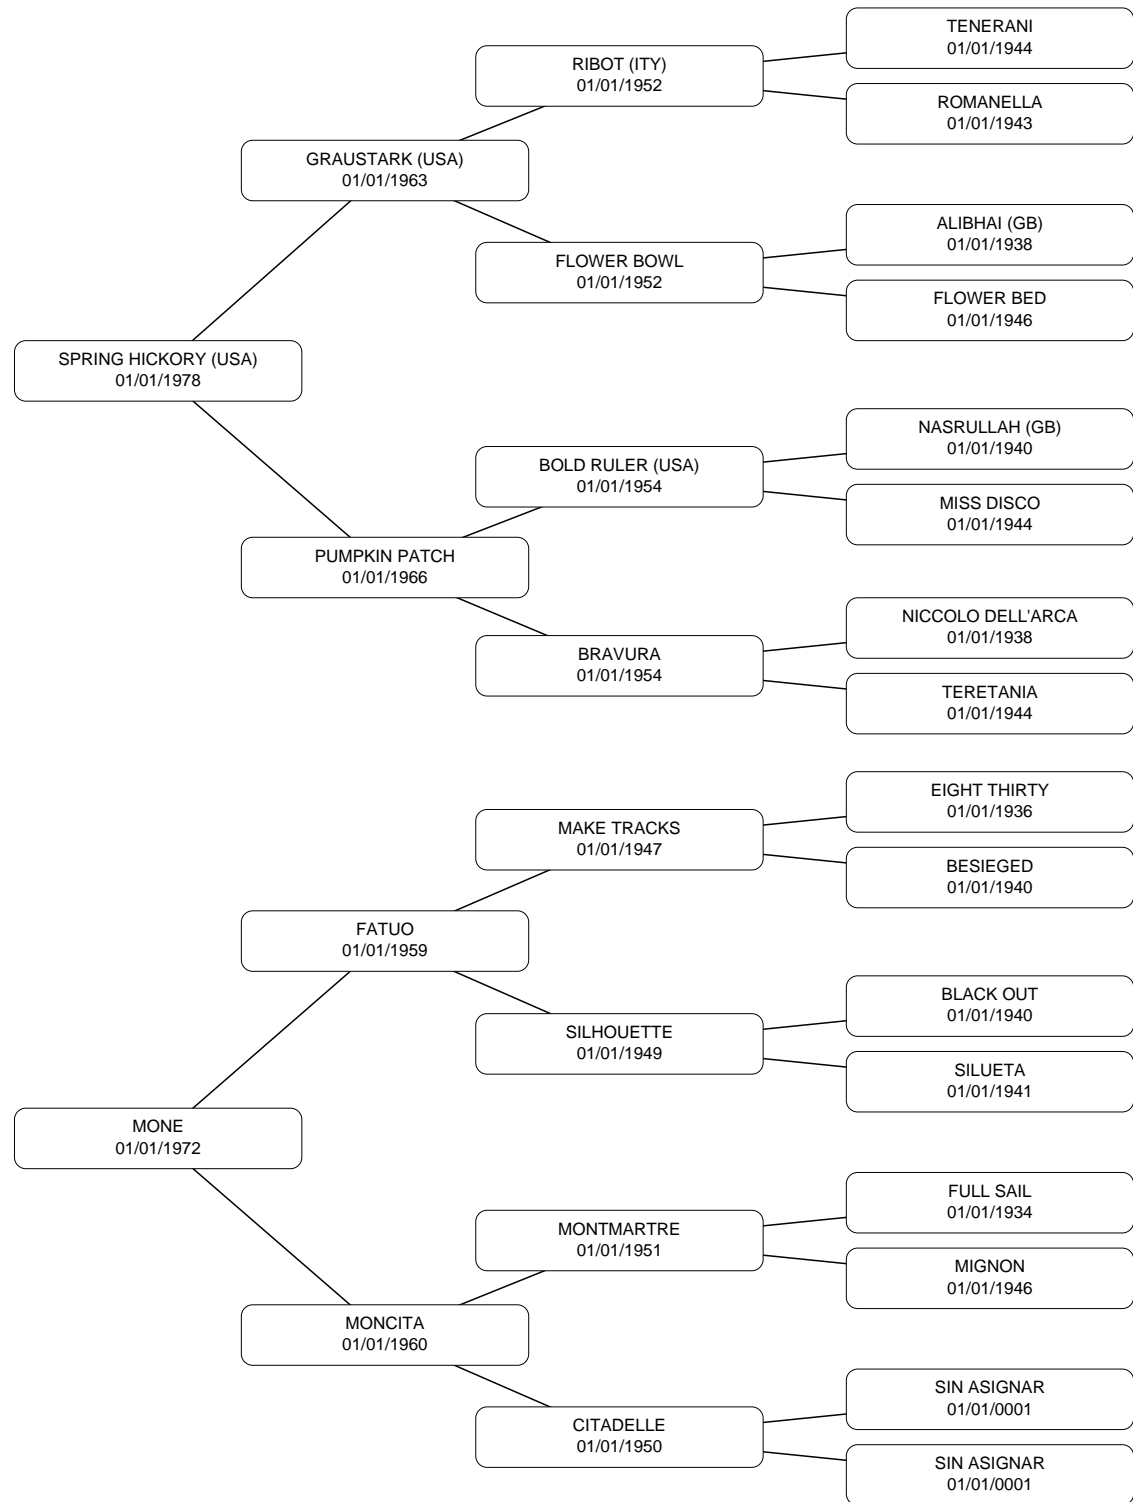 TENERANI
01/01/1944
RIBOT (ITY)
01/01/1952
ROMANELLA
01/01/1943
GRAUSTARK (USA)
01/01/1963
ALIBHAI (GB)
01/01/1938
FLOWER BOWL
01/01/1952
FLOWER BED
01/01/1946
SPRING HICKORY (USA)
01/01/1978
NASRULLAH (GB)
01/01/1940
BOLD RULER (USA)
01/01/1954
MISS DISCO
01/01/1944
PUMPKIN PATCH
01/01/1966
NICCOLO DELL'ARCA
01/01/1938
BRAVURA
01/01/1954
TERETANIA
01/01/1944
EIGHT THIRTY
01/01/1936
MAKE TRACKS
01/01/1947
BESIEGED
01/01/1940
FATUO
01/01/1959
BLACK OUT
01/01/1940
SILHOUETTE
01/01/1949
SILUETA
01/01/1941
MONE
01/01/1972
FULL SAIL
01/01/1934
MONTMARTRE
01/01/1951
MIGNON
01/01/1946
MONCITA
01/01/1960
SIN ASIGNAR
01/01/0001
CITADELLE
01/01/1950
SIN ASIGNAR
01/01/0001